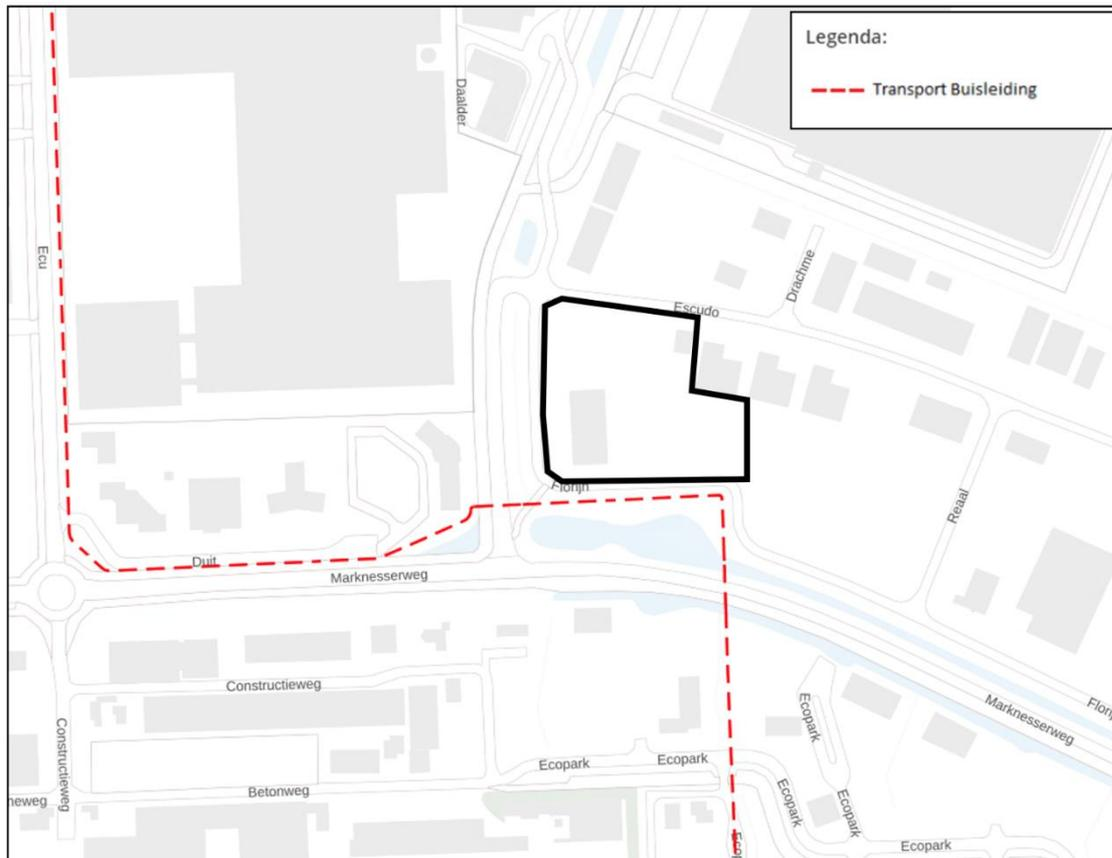 Legenda:
Transport Buisleiding
Daalder
Ecu
Drachme
Escudo
Florijn
Reaal
Duit
Marknesserweg
Constructieweg
Marknesserweg
Constructieweg
Ecopark
Ecopark
Ecopark
Ecopark
Ecopark
Betonweg
Ecopark